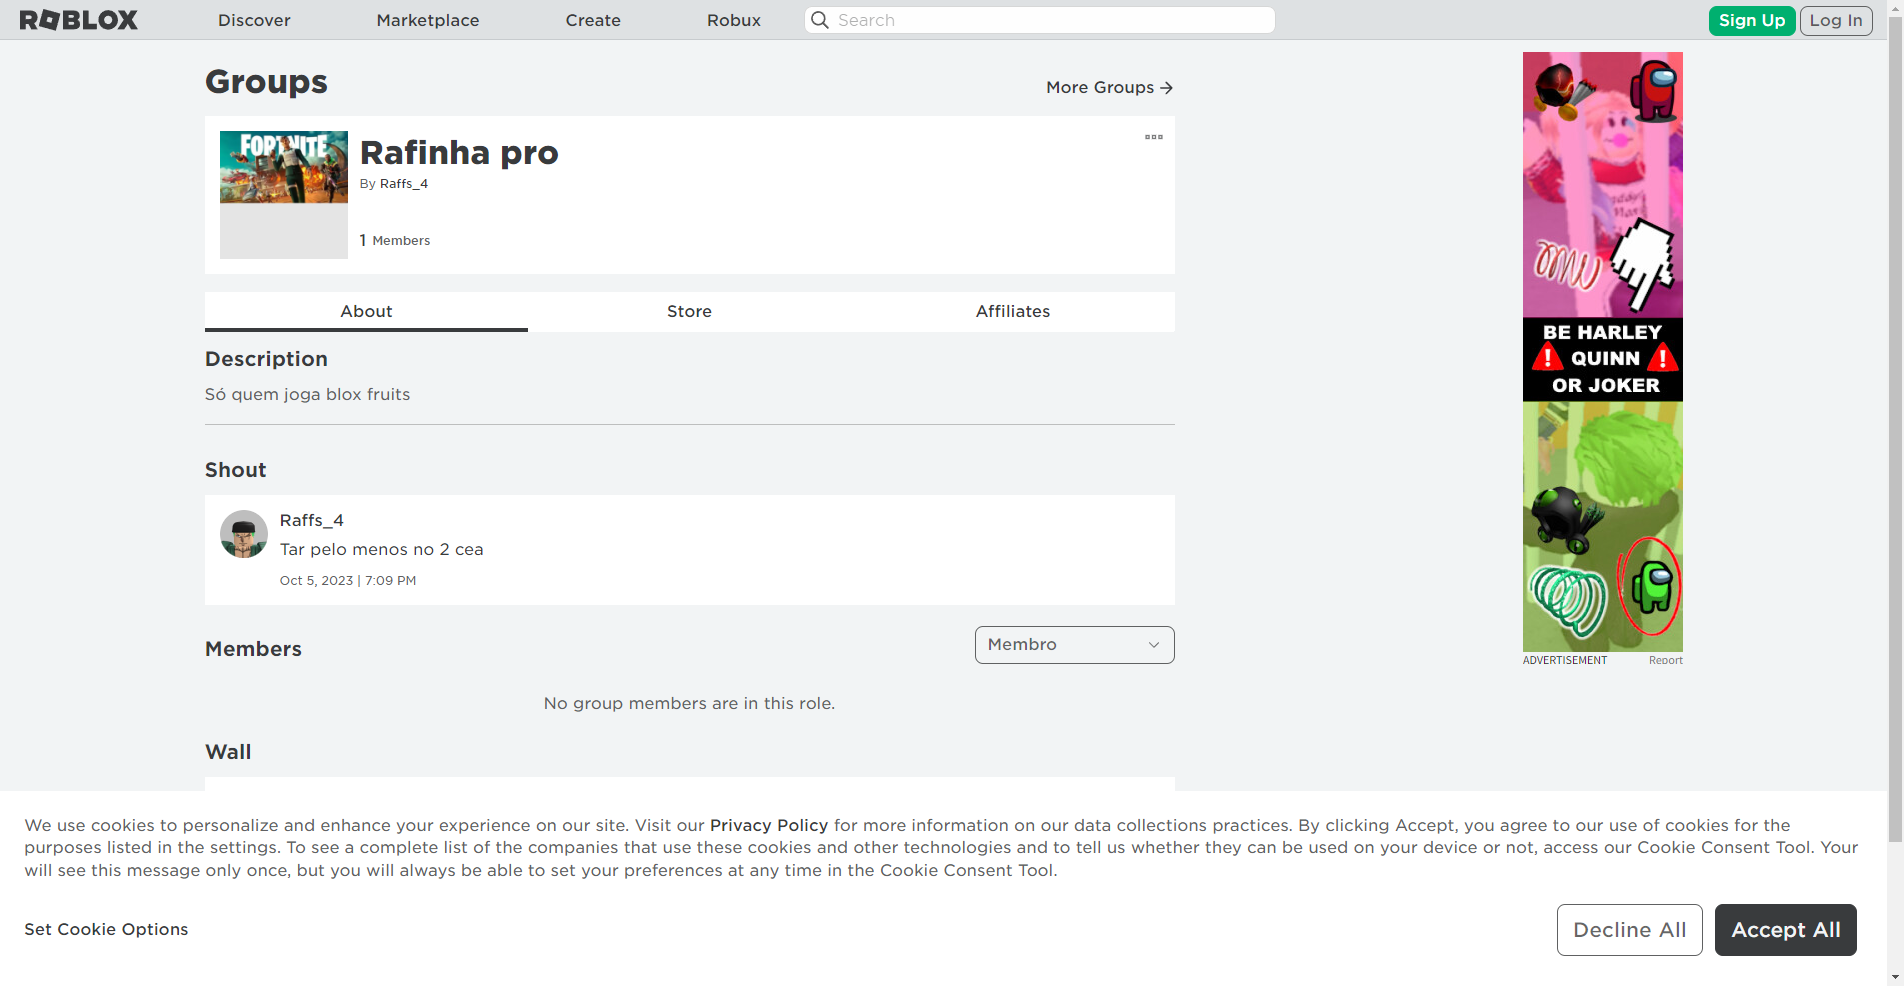 ROBLOX
Discover
Marketplace
Create
Robux
Search
Sign Up
Log In
Groups
More Groups
FORTNITE
Rafinha pro
By Raffs_4
1 Members
About
Store
Affiliates
Description
Só quem joga blox fruits
Shout
Raffs_4
Tar pelo menos no 2 cea
Oct 5, 2023 | 7:09 PM
Members
Membro
No group members are in this role.
Wall
BE HARLEY
QUINN
OR JOKER
ADVERTISEMENT
Report
We use cookies to personalize and enhance your experience on our site. Visit our Privacy Policy for more information on our data collections practices. By clicking Accept, you agree to our use of cookies for the
purposes listed in the settings. To see a complete list of the companies that use these cookies and other technologies and to tell us whether they can be used on your device or not, access our Cookie Consent Tool. Your
will see this message only once, but you will always be able to set your preferences at any time in the Cookie Consent Tool.
Set Cookie Options
Decline All
Accept All